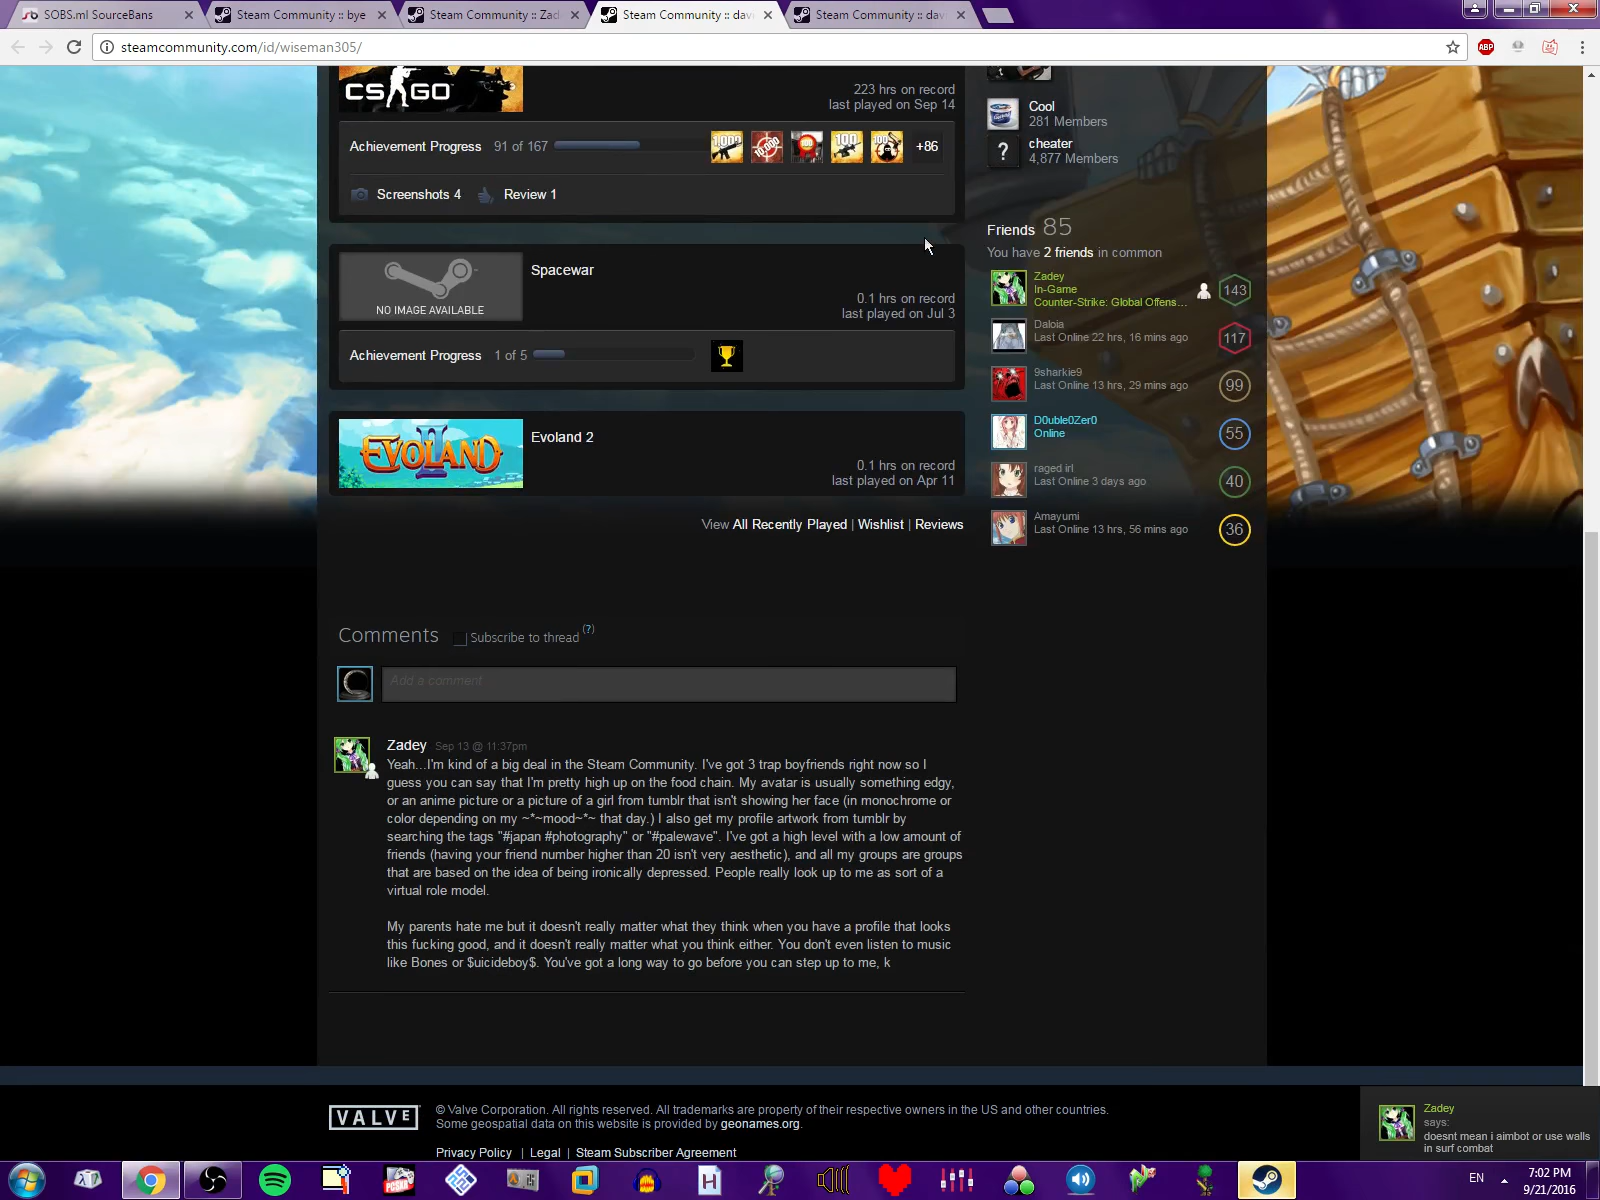 SOBS.ml SourceBans
Steam Community :: bye
Steam Community :: Zad
Steam Community :: davi
Steam Community :: dav
steamcommunity.com/id/wiseman305/
ABP
CS GO
223 hrs on record
last played on Sep 14
Achievement Progress 91 of 167
1,000
10,000
100
100
100
+86
Screenshots 4 Review 1
NO IMAGE AVAILABLE
Spacewar
0.1 hrs on record
last played on Jul 3
Achievement Progress 1 of 5
EVOLAND
II
Evoland 2
0.1 hrs on record
last played on Apr 11
View All Recently Played | Wishlist | Reviews
Cool
281 Members
?
cheater
4,877 Members
Friends 85
You have 2 friends in common
Zadey
In-Game
Counter-Strike: Global Offens...
143
Daloia
Last Online 22 hrs, 16 mins ago
117
9sharkie9
Last Online 13 hrs, 29 mins ago
99
D0uble0Zer0
Online
55
raged irl
Last Online 3 days ago
40
Amayumi
Last Online 13 hrs, 56 mins ago
36
Comments Subscribe to thread (?)
Add a comment
Zadey Sep 13 @ 11:37pm
Yeah...I'm kind of a big deal in the Steam Community. I've got 3 trap boyfriends right now so I
guess you can say that I'm pretty high up on the food chain. My avatar is usually something edgy,
or an anime picture or a picture of a girl from tumblr that isn't showing her face (in monochrome or
color depending on my ~*~mood~*~ that day.) I also get my profile artwork from tumblr by
searching the tags "#japan #photography" or "#palewave". I've got a high level with a low amount of
friends (having your friend number higher than 20 isn't very aesthetic), and all my groups are groups
that are based on the idea of being ironically depressed. People really look up to me as sort of a
virtual role model.
My parents hate me but it doesn't really matter what they think when you have a profile that looks
this fucking good, and it doesn't really matter what you think either. You don't even listen to music
like Bones or $uicideboy$. You've got a long way to go before you can step up to me, k
VALVE
© Valve Corporation. All rights reserved. All trademarks are property of their respective owners in the US and other countries.
Some geospatial data on this website is provided by geonames.org.
Privacy Policy | Legal | Steam Subscriber Agreement
Zadey
says:
doesnt mean i aimbot or use walls
in surf combat
H
EN
7:02 PM
9/21/2016